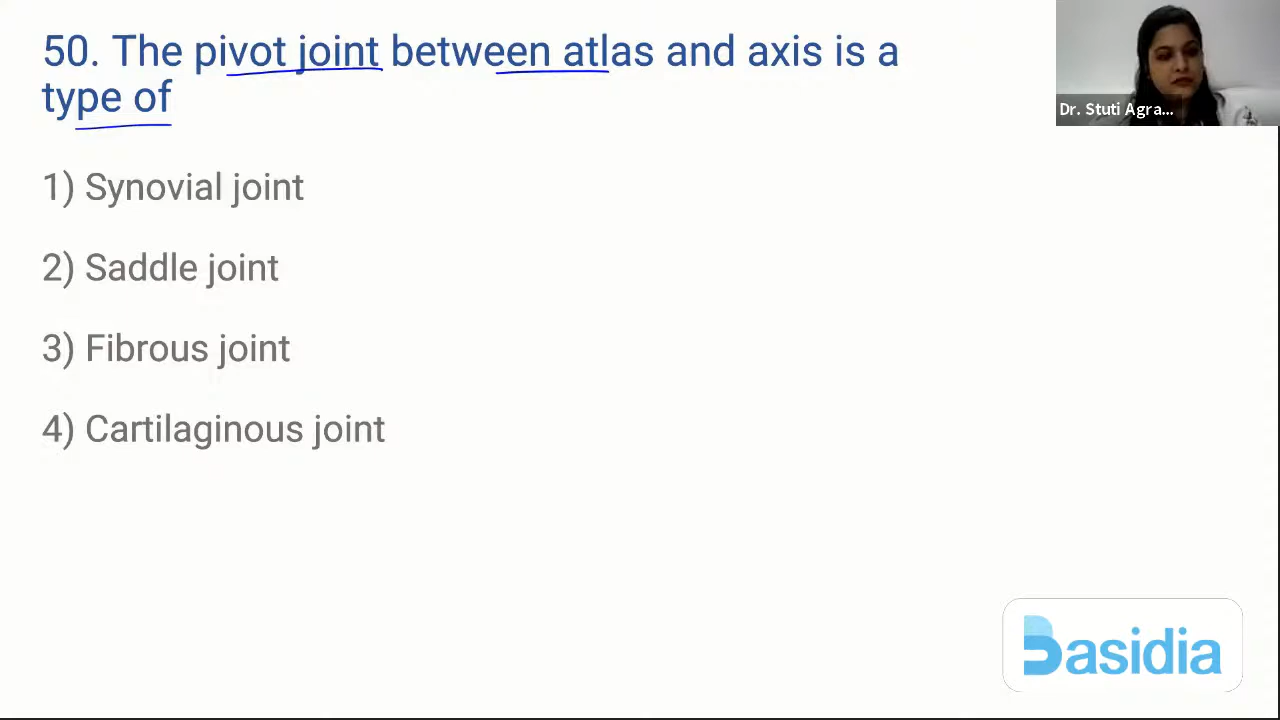 50. The pivot joint between atlas and axis is a
type of
1) Synovial joint
2) Saddle joint
3) Fibrous joint
4) Cartilaginous joint
Dr. Stuti Agra...
Basidia